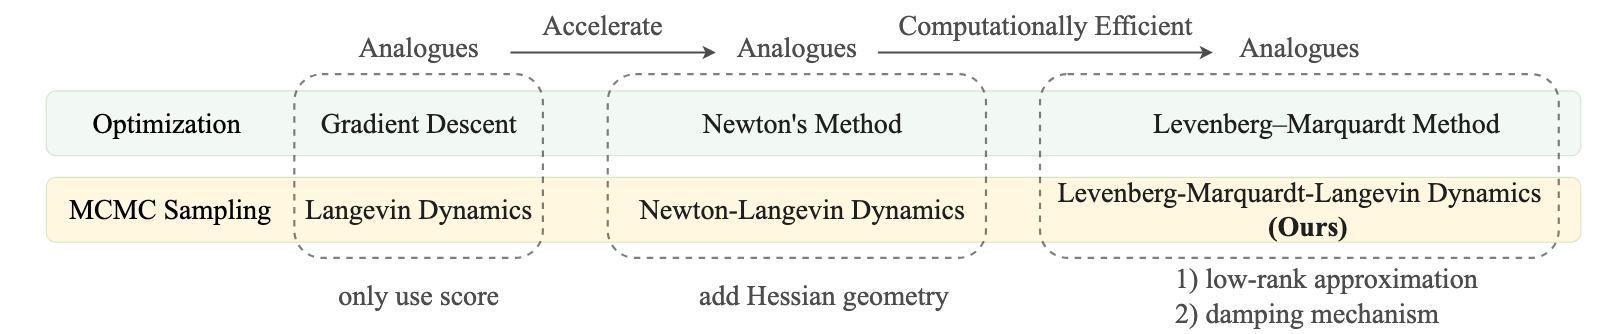 Accelerate
Computationally Efficient
Analogues
Analogues
Analogues
Optimization
Gradient Descent
Newton's Method
Levenberg–Marquardt Method
MCMC Sampling
Langevin Dynamics
Newton-Langevin Dynamics
Levenberg-Marquardt-Langevin Dynamics
(Ours)
only use score
add Hessian geometry
1) low-rank approximation
2) damping mechanism